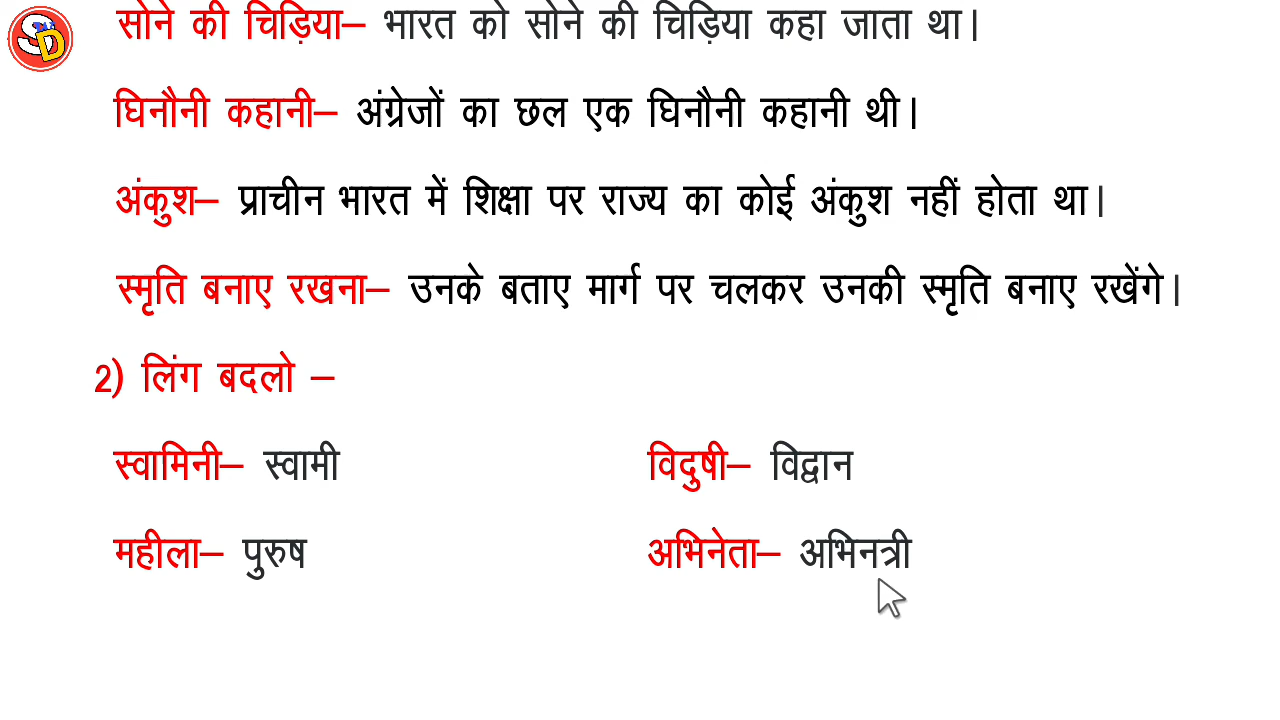 सोने की चिड़िया– भारत को सोने की चिड़िया कहा जाता था।
घिनौनी कहानी– अंग्रेजों का छल एक घिनौनी कहानी थी।
अंकुश– प्राचीन भारत में शिक्षा पर राज्य का कोई अंकुश नहीं होता था।
स्मृति बनाए रखना– उनके बताए मार्ग पर चलकर उनकी स्मृति बनाए रखेंगे।
2) लिंग बदलो –
स्वामिनी– स्वामी विदुषी– विद्वान
महीला– पुरुष अभिनेता– अभिनत्री
SD